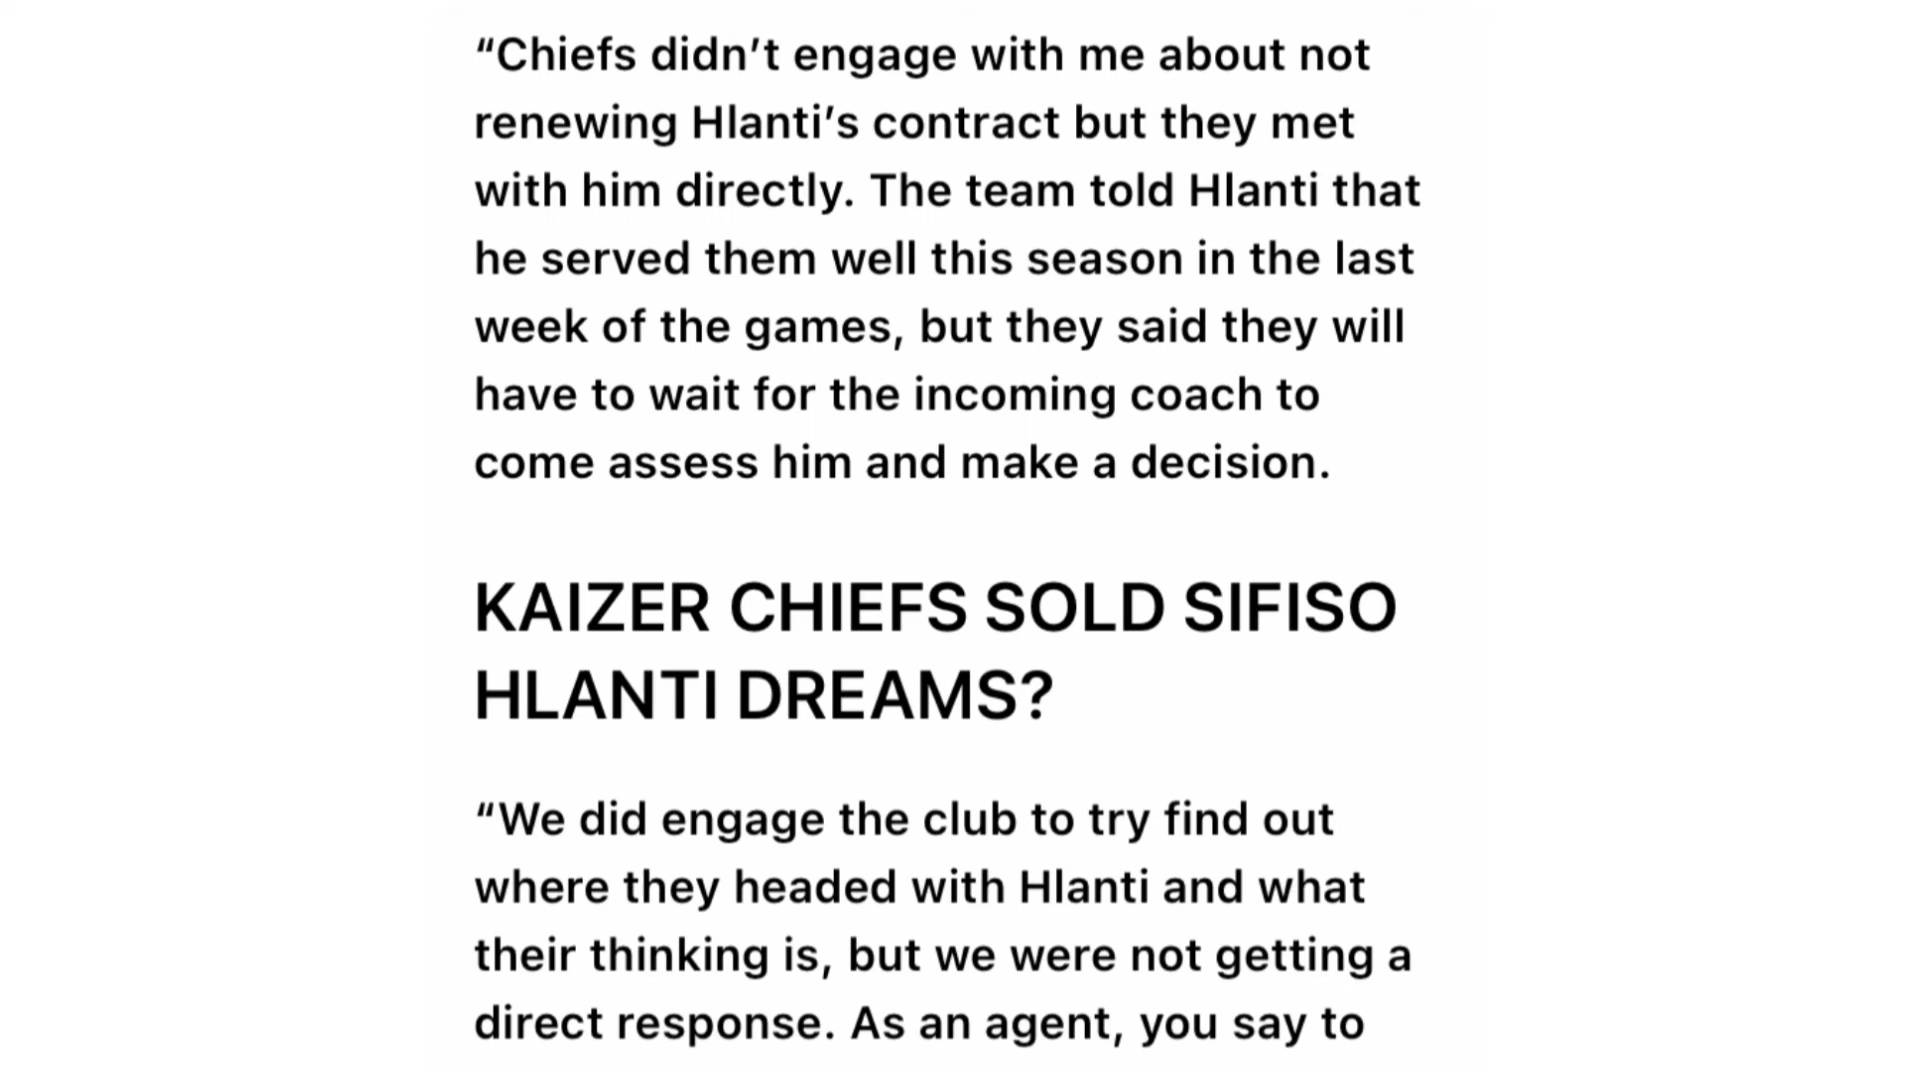 “Chiefs didn’t engage with me about not
renewing Hlanti’s contract but they met
with him directly. The team told Hlanti that
he served them well this season in the last
week of the games, but they said they will
have to wait for the incoming coach to
come assess him and make a decision.
KAIZER CHIEFS SOLD SIFISO
HLANTI DREAMS?
“We did engage the club to try find out
where they headed with Hlanti and what
their thinking is, but we were not getting a
direct response. As an agent, you say to